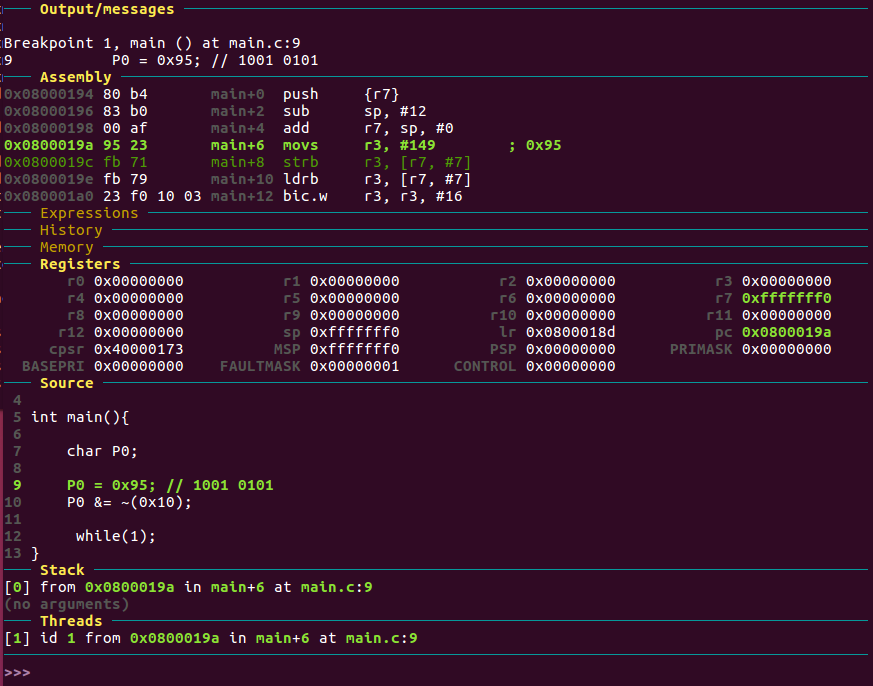 Output/messages
Breakpoint 1, main () at main.c:9
9           P0 = 0x95; // 1001 0101
Assembly
0x08000194 80 b4       main+0  push    {r7}
0x08000196 83 b0       main+2  sub     sp, #12
0x08000198 00 af       main+4  add     r7, sp, #0
0x0800019a 95 23       main+6  movs    r3, #149        ; 0x95
0x0800019c fb 71       main+8  strb    r3, [r7, #7]
0x0800019e fb 79       main+10 ldrb    r3, [r7, #7]
0x080001a0 23 f0 10 03 main+12 bic.w   r3, r3, #16
Expressions
History
Memory
Registers
r0 0x00000000 r1 0x00000000 r2 0x00000000 r3 0x00000000
r4 0x00000000 r5 0x00000000 r6 0x00000000 r7 0xfffffff0
r8 0x00000000 r9 0x00000000 r10 0x00000000 r11 0x00000000
r12 0x00000000 sp 0xfffffff0 lr 0x0800018d pc 0x0800019a
cpsr 0x40000173 MSP 0xfffffff0 PSP 0x00000000 PRIMASK 0x00000000
BASEPRI 0x00000000 FAULTMASK 0x00000001 CONTROL 0x00000000
Source
4
5 int main(){
6
7     char P0;
8
9     P0 = 0x95; // 1001 0101
10     P0 &= ~(0x10);
11
12      while(1);
13 }
Stack
[0] from 0x0800019a in main+6 at main.c:9
(no arguments)
Threads
[1] id 1 from 0x0800019a in main+6 at main.c:9
>>>